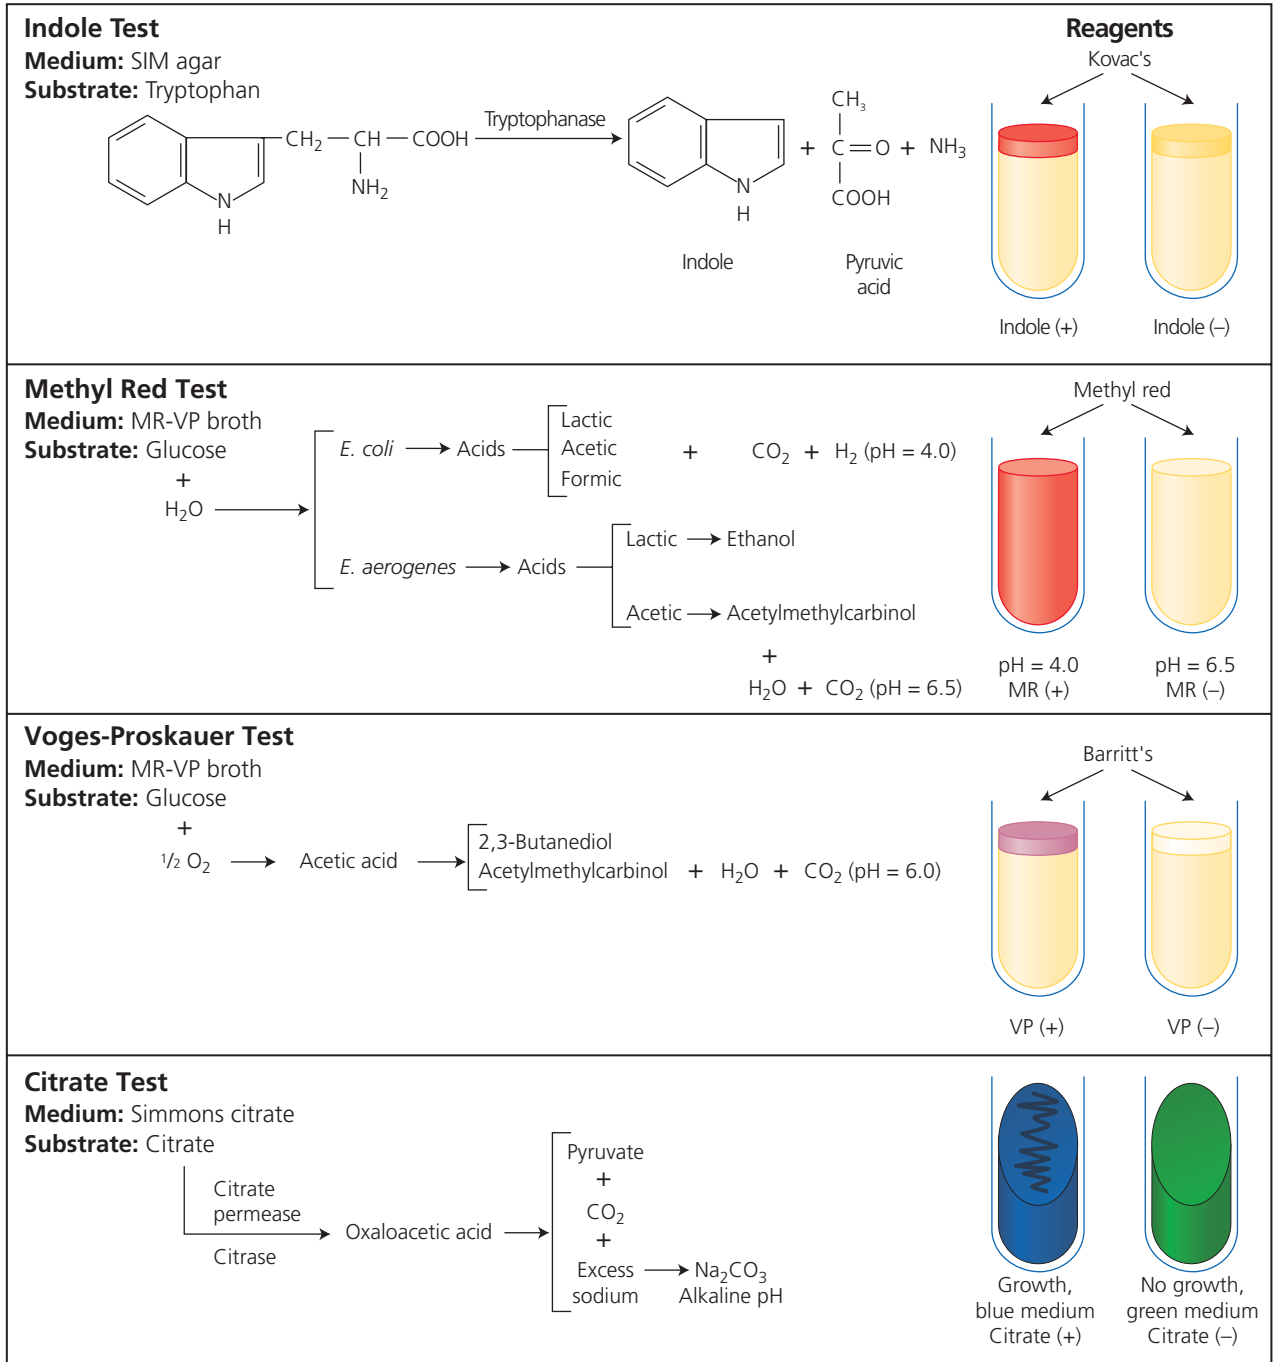 Indole Test
Medium: SIM agar
Substrate: Tryptophan
CH2 — CH — COOH
NH2
N
H
Tryptophanase
N
H
Indole
+
CH3
C=O
COOH
Pyruvic
acid
+ NH3
Reagents
Kovac's
Indole (+)
Indole (–)
Methyl Red Test
Medium: MR-VP broth
Substrate: Glucose
+
H2O
E. coli
Acids
Lactic
Acetic
Formic
+ CO2 + H2 (pH = 4.0)
E. aerogenes
Acids
Lactic
Ethanol
Acetic
Acetylmethylcarbinol
+
H2O + CO2 (pH = 6.5)
Methyl red
pH = 4.0
MR (+)
pH = 6.5
MR (–)
Voges-Proskauer Test
Medium: MR-VP broth
Substrate: Glucose
+
1/2 O2
Acetic acid
2,3-Butanediol
Acetylmethylcarbinol + H2O + CO2 (pH = 6.0)
Barritt's
VP (+)
VP (–)
Citrate Test
Medium: Simmons citrate
Substrate: Citrate
Citrate
permease
Citrase
Oxaloacetic acid
Pyruvate
+
CO2
+
Excess
sodium
Na2CO3
Alkaline pH
Growth,
blue medium
Citrate (+)
No growth,
green medium
Citrate (–)